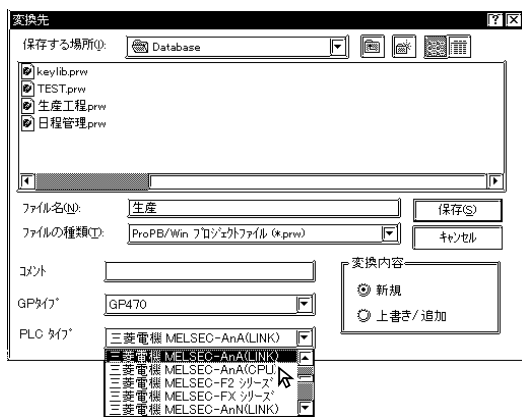 変換先
保存する場所(I):
Database
keylib.prw
TEST.prw
生産工程.prw
日程管理.prw
ファイル名(N):
生産
保存(S)
ファイルの種類(T):
ProPB/Win プロジェクトファイル (*.prw)
キャンセル
コメント
変換内容
新規
上書き/追加
GPタイプ
GP470
PLC タイプ
三菱電機 MELSEC-AnA(LINK)
三菱電機 MELSEC-AnA(LINK)
三菱電機 MELSEC-AnA(CPU)
三菱電機 MELSEC-F2 シリーズ
三菱電機 MELSEC-FX シリーズ
三菱電機 MELSEC-AnN(LINK)